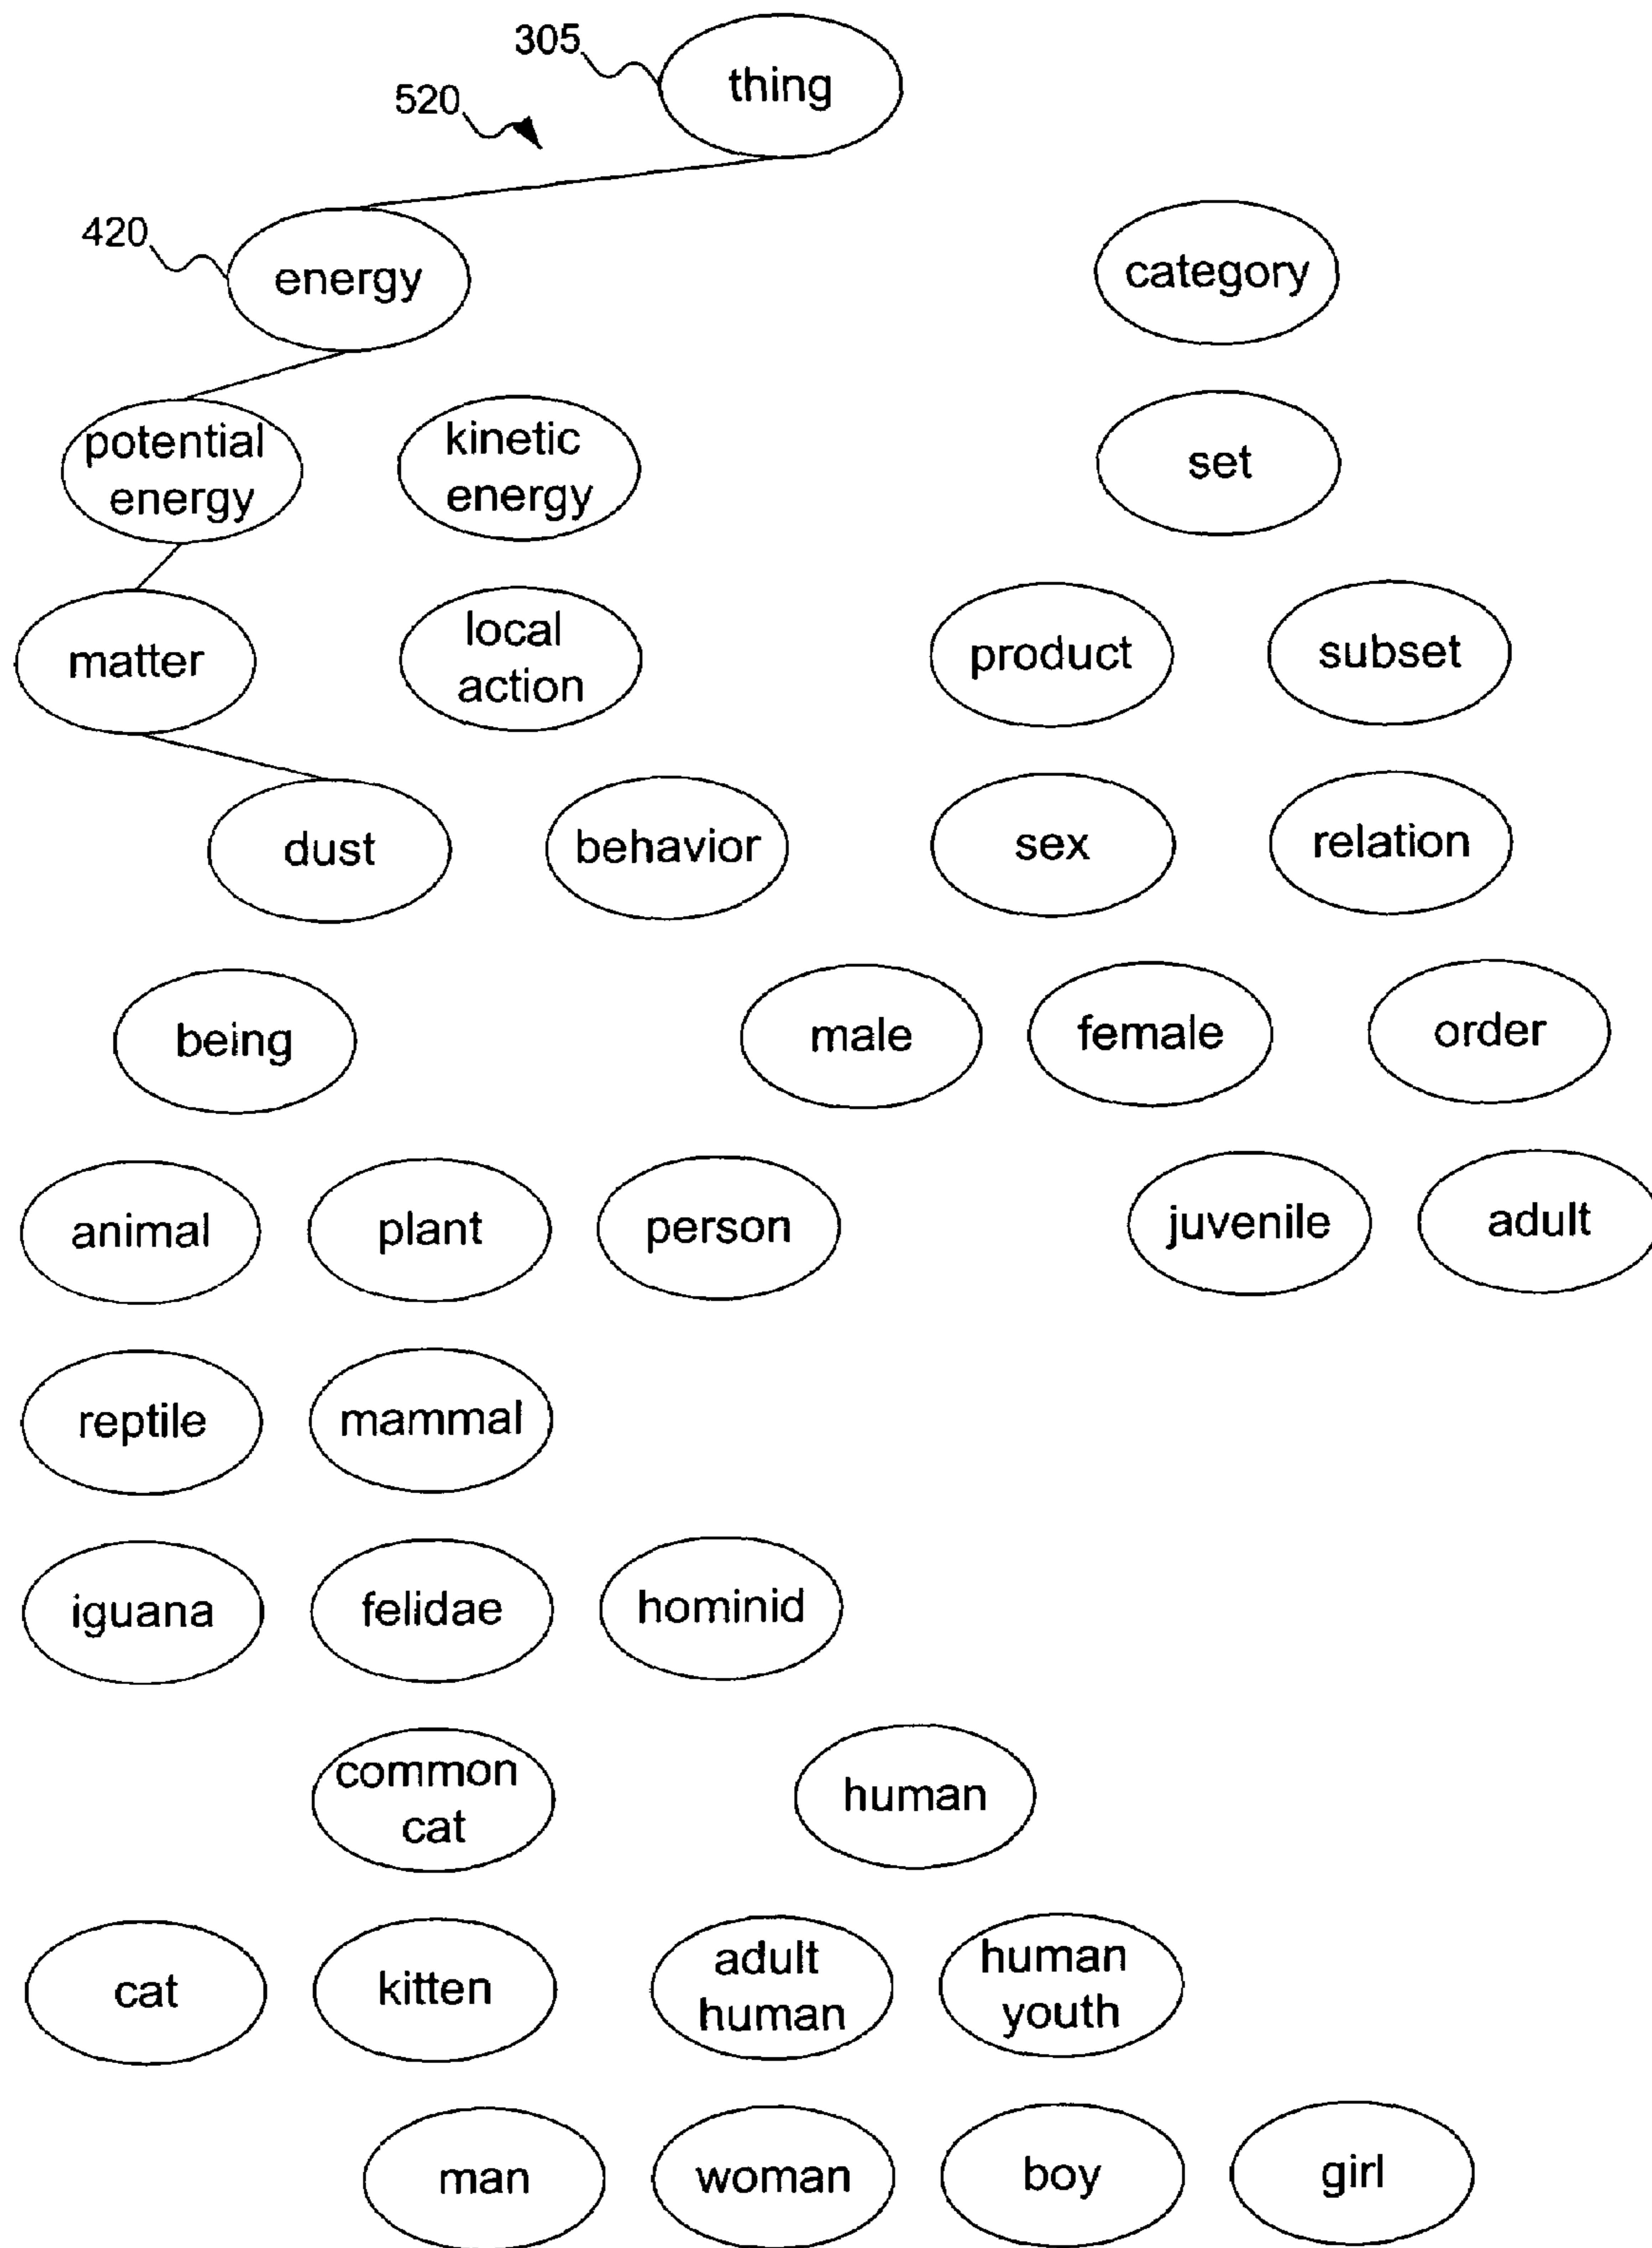 305
thing
520
420
energy
category
potential
energy
kinetic
energy
set
matter
local
action
product
subset
dust
behavior
sex
relation
being
male
female
order
animal
plant
person
juvenile
adult
reptile
mammal
iguana
felidae
hominid
common
cat
human
cat
kitten
adult
human
human
youth
man
woman
boy
girl